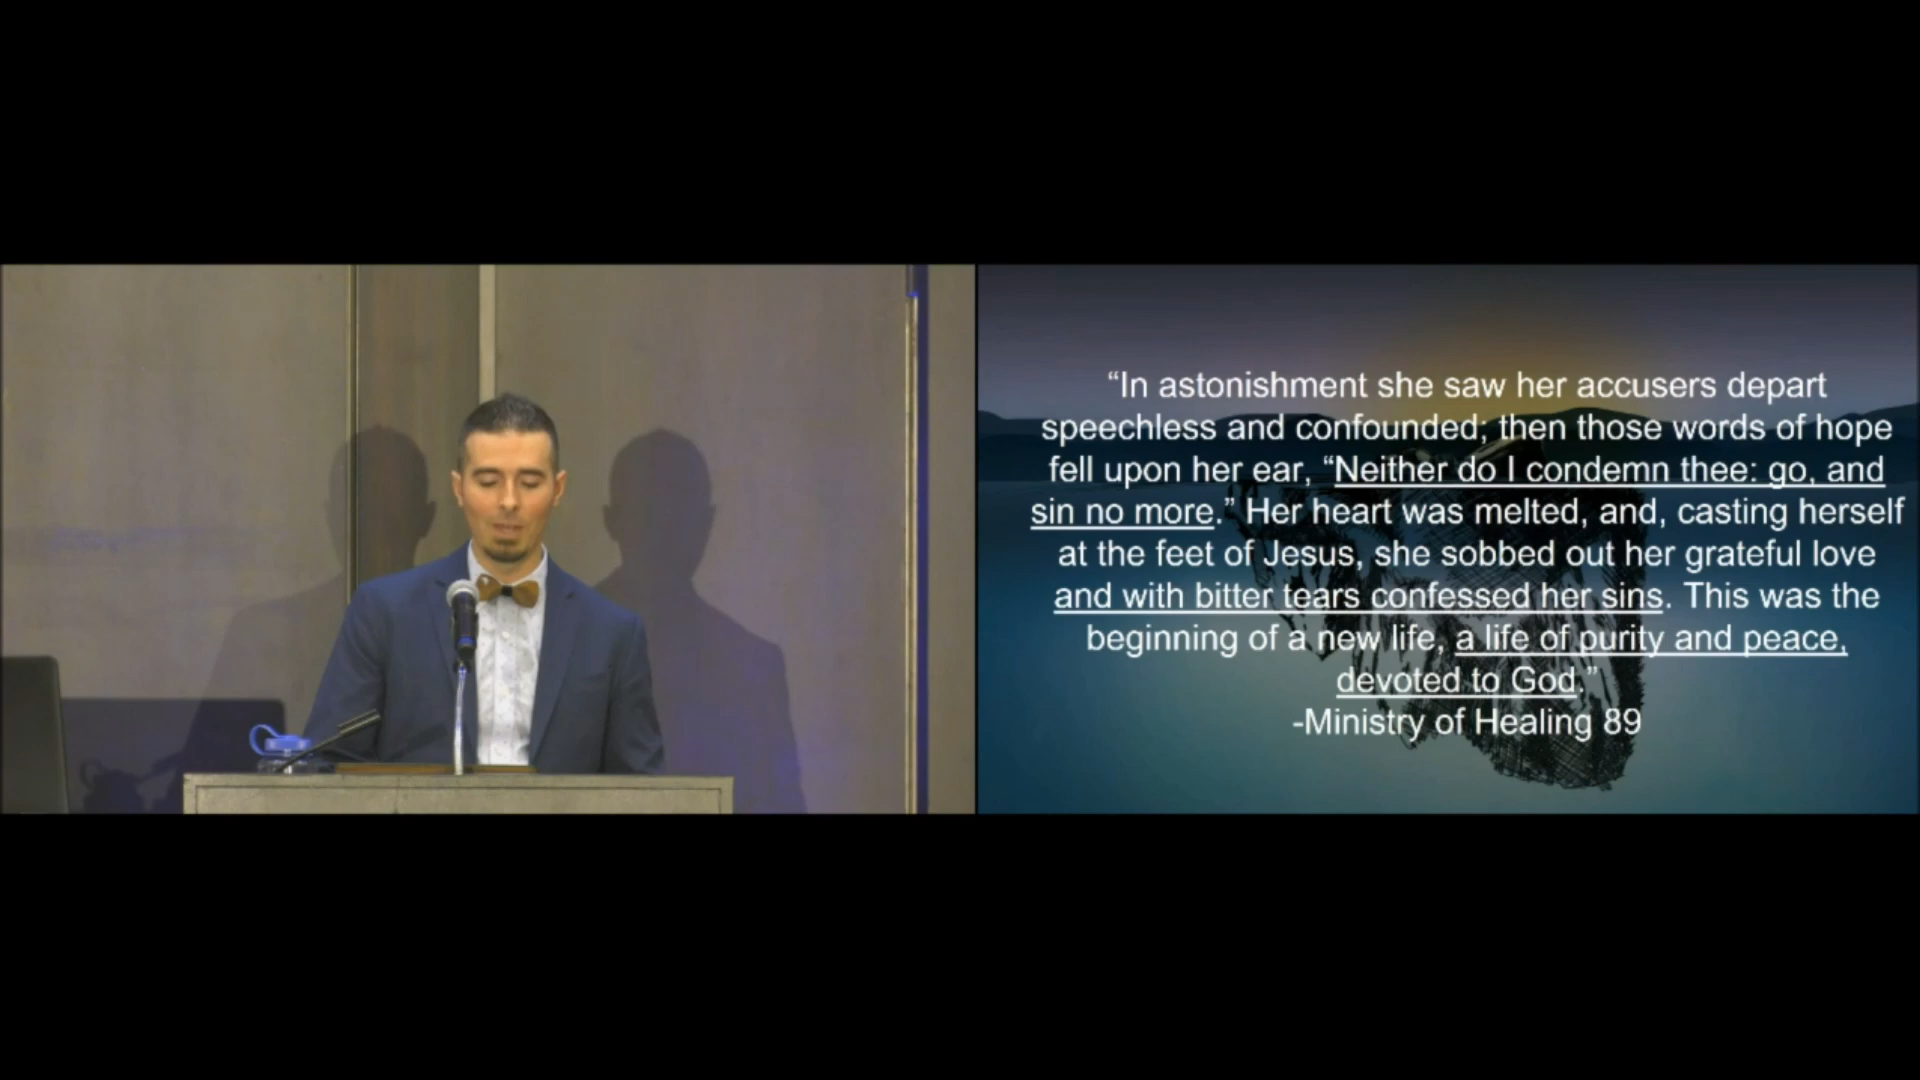 “In astonishment she saw her accusers depart
speechless and confounded; then those words of hope
fell upon her ear, “Neither do I condemn thee: go, and
sin no more.” Her heart was melted, and, casting herself
at the feet of Jesus, she sobbed out her grateful love
and with bitter tears confessed her sins. This was the
beginning of a new life, a life of purity and peace,
devoted to God.”
-Ministry of Healing 89